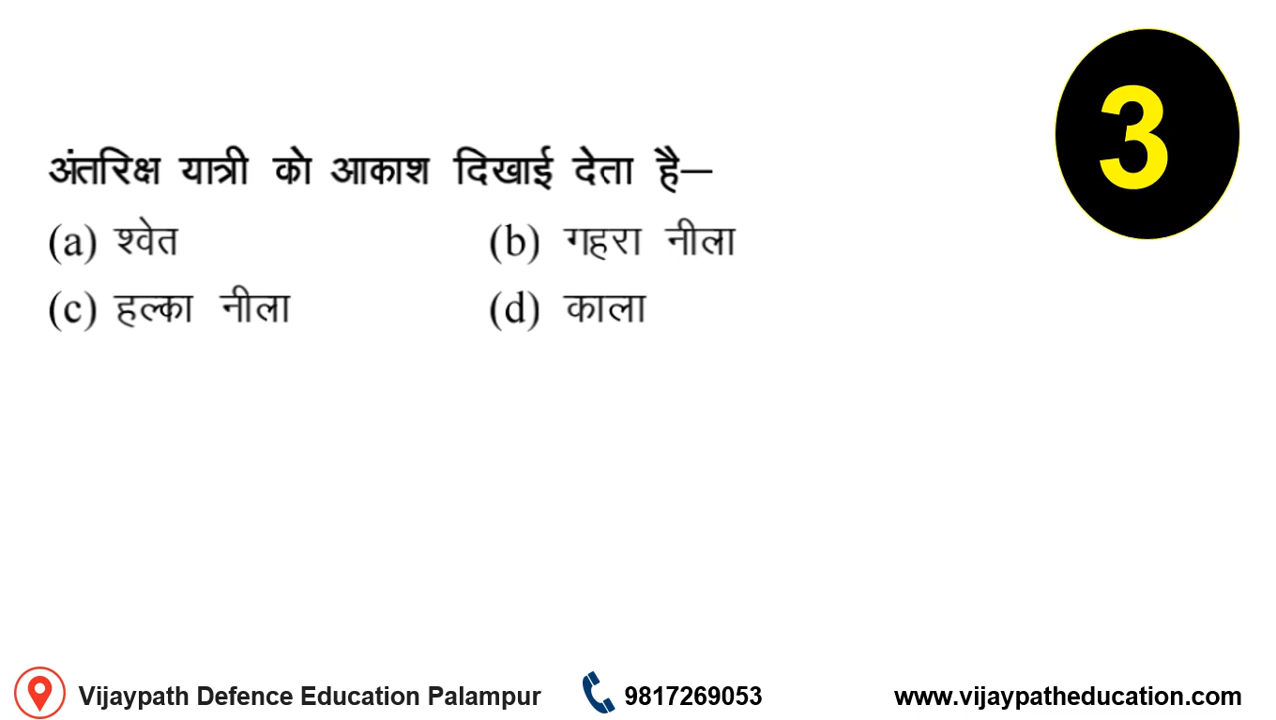 3
अंतरिक्ष यात्री को आकाश दिखाई देता है—
(a) श्वेत (b) गहरा नीला
(c) हल्का नीला (d) काला
Vijaypath Defence Education Palampur 9817269053 www.vijaypatheducation.com